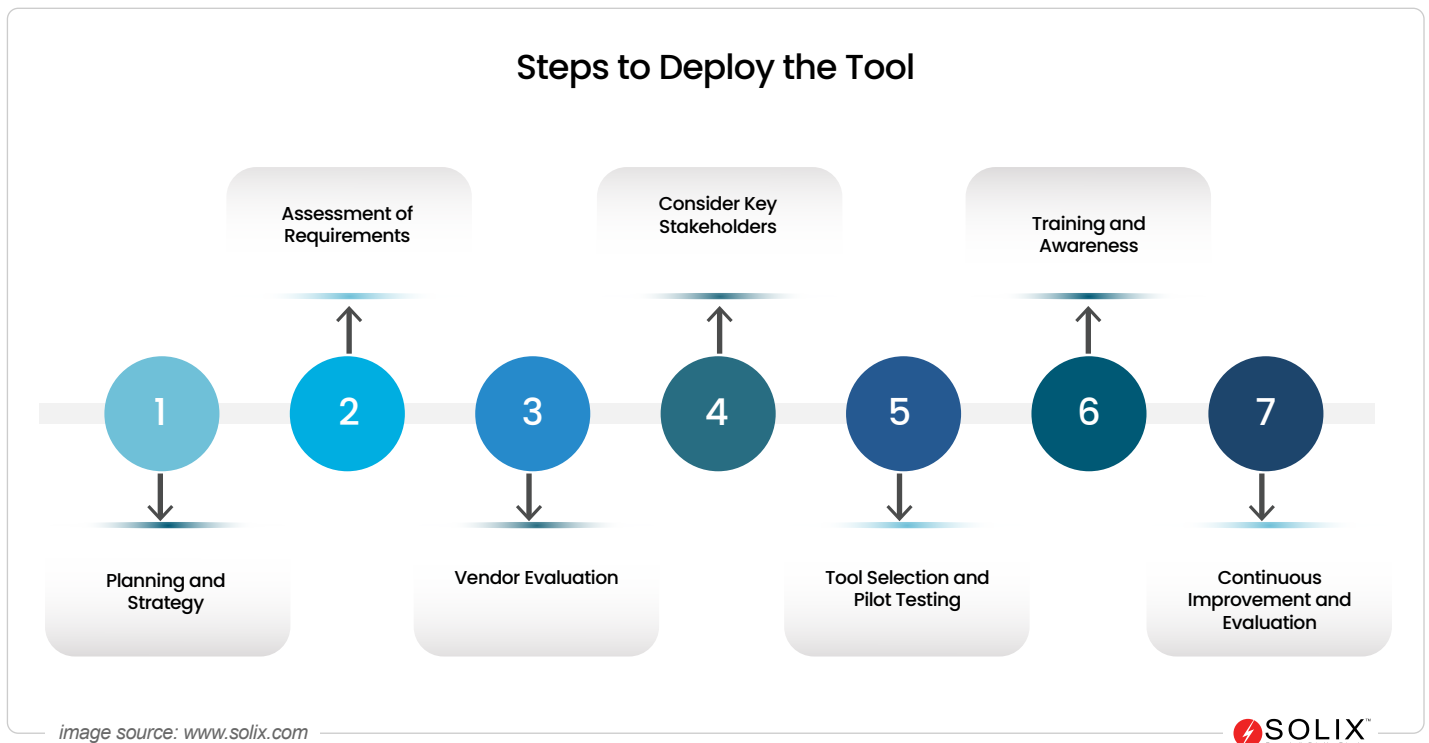 Steps to Deploy the Tool
Assessment of
Requirements
Consider Key
Stakeholders
Training and
Awareness
1
2
3
4
5
6
7
Planning and
Strategy
Vendor Evaluation
Tool Selection and
Pilot Testing
Continuous
Improvement and
Evaluation
image source: www.solix.com
SOLIX™